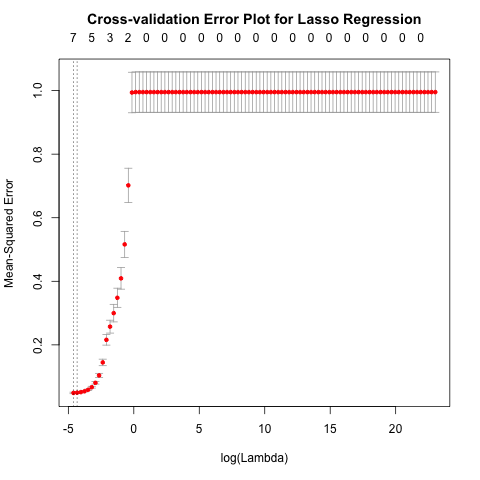 Cross-validation Error Plot for Lasso Regression
7 5 3 2 0 0 0 0 0 0 0 0 0 0 0 0 0 0 0 0
1.0
0.8
0.6
0.4
0.2
Mean-Squared Error
-5 0 5 10 15 20
log(Lambda)